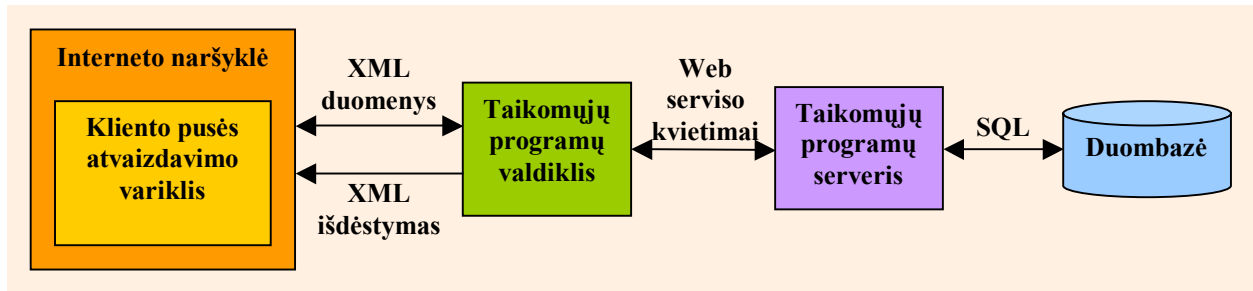 Interneto naršyklė
Kliento pusės
atvaizdavimo
variklis
XML
duomenys
XML
išdėstymas
Taikomųjų
programų
valdiklis
Web
serviso
kvietimai
Taikomųjų
programų
serveris
SQL
Duombazė